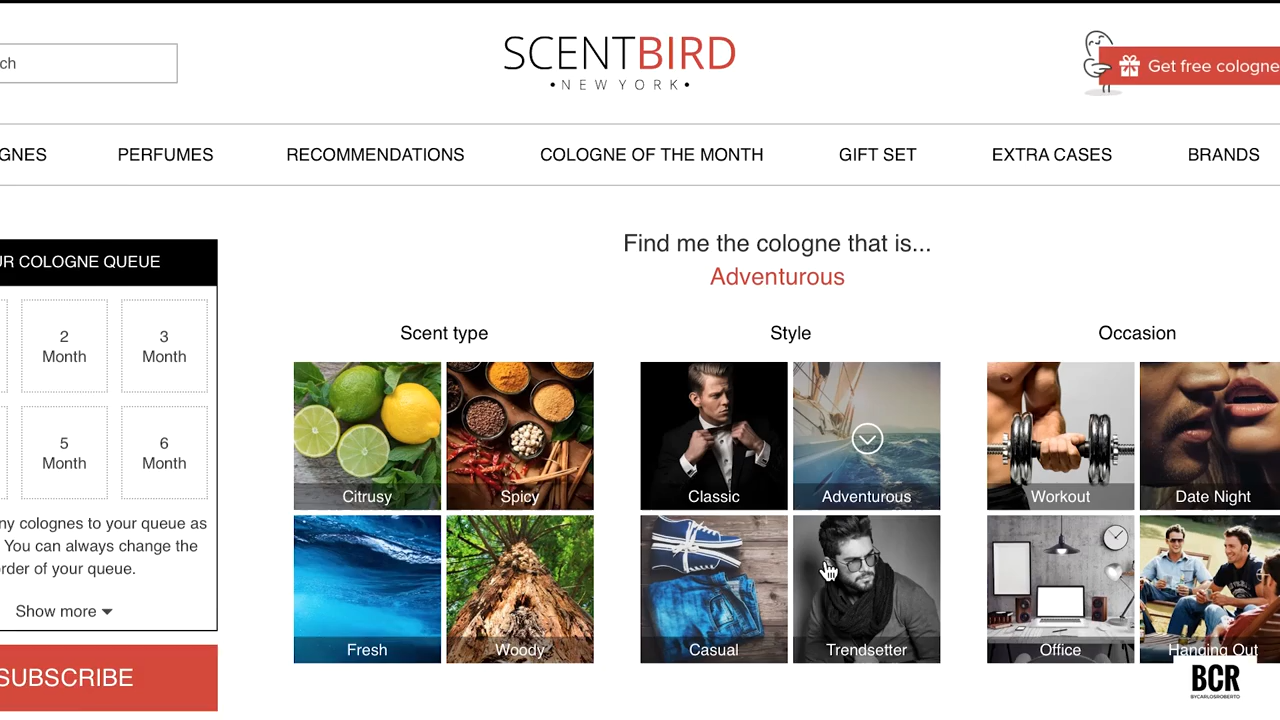 ch
SCENTBIRD
• NEW YORK •
Get free cologne
GNES PERFUMES RECOMMENDATIONS COLOGNE OF THE MONTH GIFT SET EXTRA CASES BRANDS
UR COLOGNE QUEUE
2
Month
3
Month
5
Month
6
Month
ny colognes to your queue as
You can always change the
rder of your queue.
Show more
SUBSCRIBE
Find me the cologne that is...
Adventurous
Scent type
Citrusy
Spicy
Fresh
Woody
Style
Classic
Adventurous
Casual
Trendsetter
Occasion
Workout
Date Night
Office
Hanging Out
BCR
BYCARLOSROBERTO